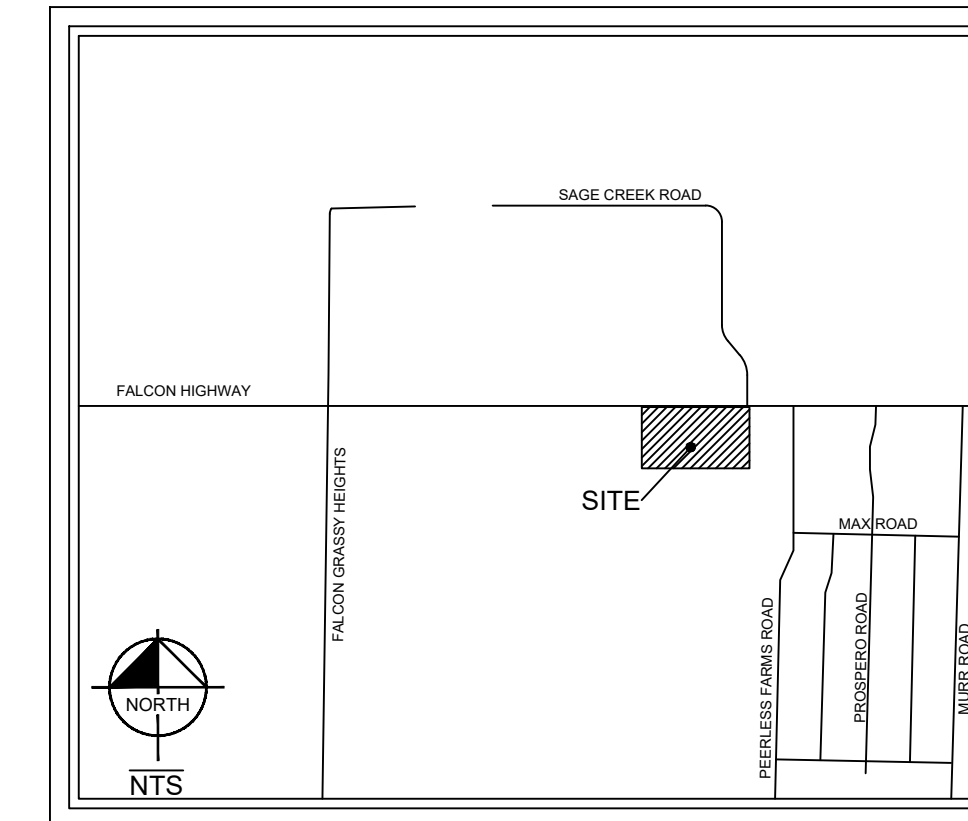 SAGE CREEK ROAD
FALCON HIGHWAY
FALCON GRASSY HEIGHTS
SITE
MAX ROAD
PEERLESS FARMS ROAD
PROSPERO ROAD
MURR ROAD
NORTH
NTS